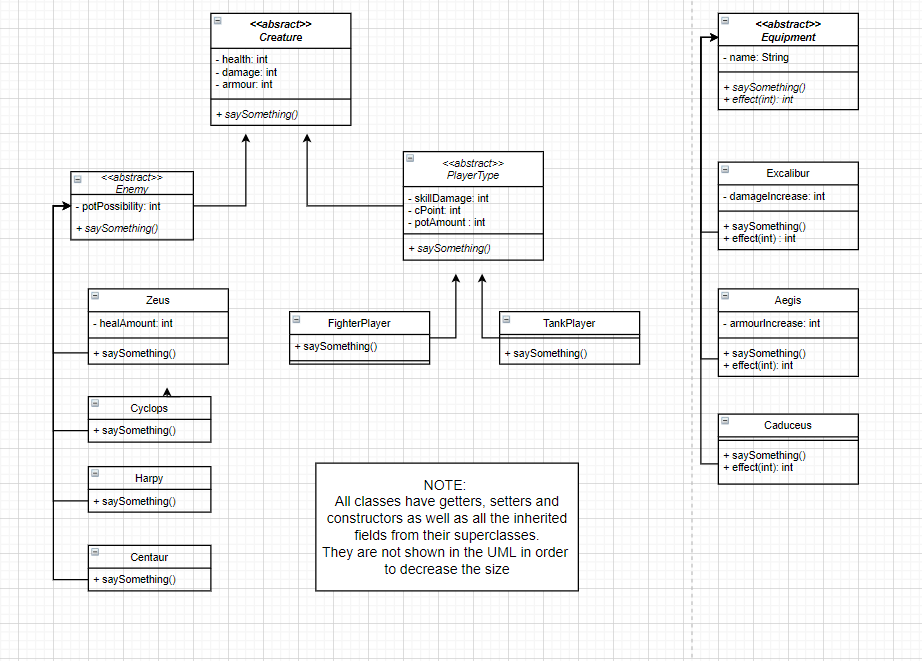 <<absract>>
Creature
- health: int
- damage: int
- armour: int
+ saySomething()
<<abstract>>
Enemy
- potPossibility: int
+ saySomething()
Zeus
- healAmount: int
+ saySomething()
Cyclops
+ saySomething()
Harpy
+ saySomething()
Centaur
+ saySomething()
<<abstract>>
PlayerType
- skillDamage: int
- cPoint: int
- potAmount : int
+ saySomething()
FighterPlayer
+ saySomething()
TankPlayer
+ saySomething()
NOTE:
All classes have getters, setters and
constructors as well as all the inherited
fields from their superclasses.
They are not shown in the UML in order
to decrease the size
<<abstract>>
Equipment
- name: String
+ saySomething()
+ effect(int): int
Excalibur
- damageIncrease: int
+ saySomething()
+ effect(int) : int
Aegis
- armourIncrease: int
+ saySomething()
+ effect(int): int
Caduceus
+ saySomething()
+ effect(int): int